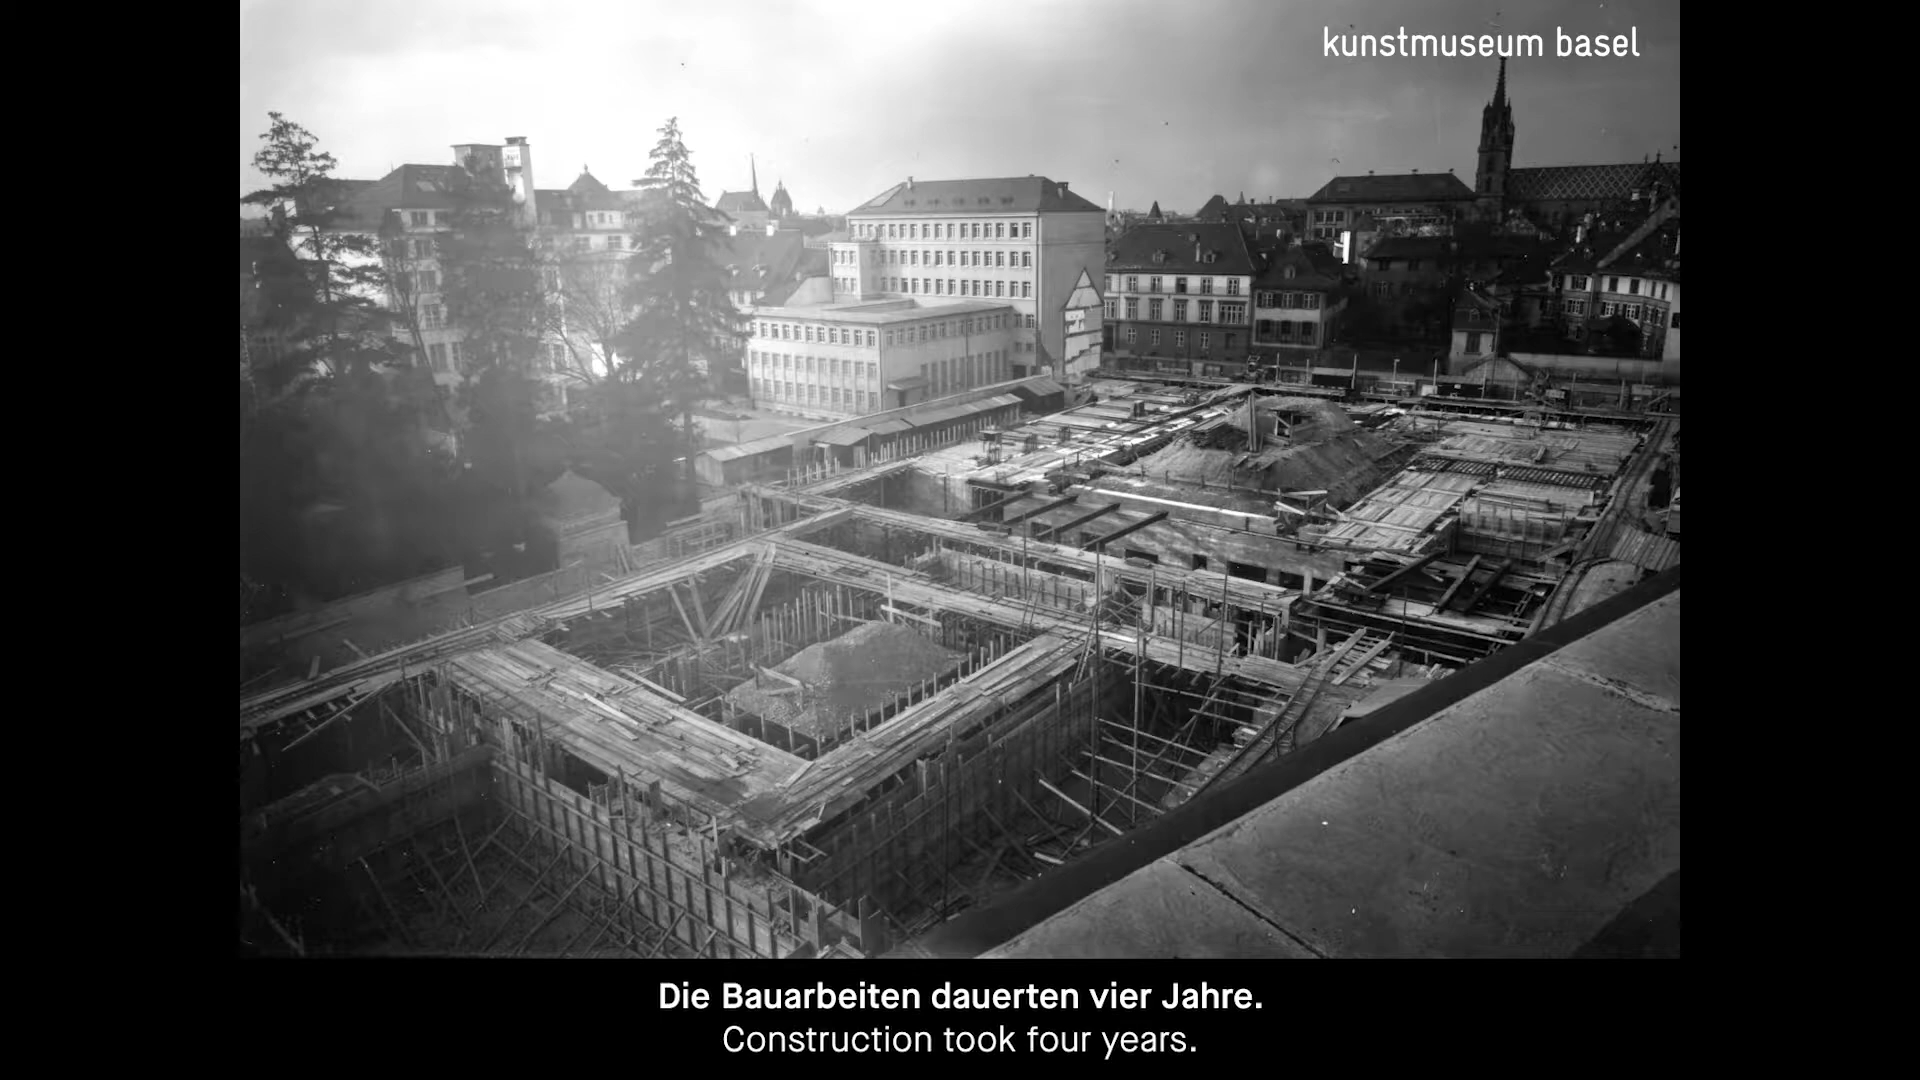 kunstmuseum basel
Die Bauarbeiten dauerten vier Jahre.
Construction took four years.